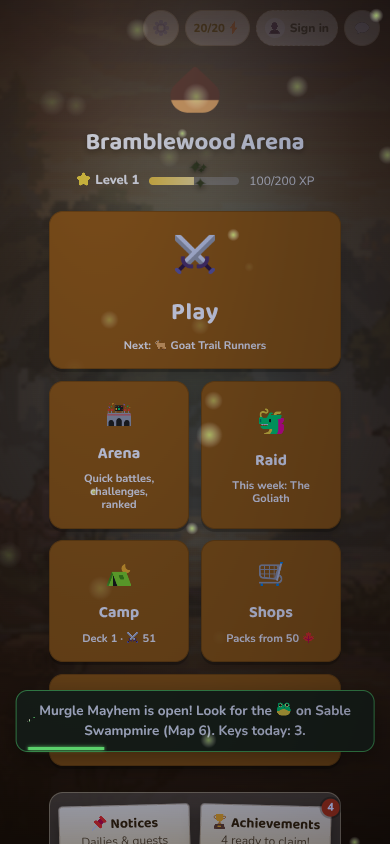 20/20
Sign in
Bramblewood Arena
Level 1
100/200 XP
Play
Next: Goat Trail Runners
Arena
Quick battles,
challenges,
ranked
Raid
This week: The
Goliath
Camp
Deck 1 · 51
Shops
Packs from 50
Murgle Mayhem is open! Look for the on Sable
Swampmire (Map 6). Keys today: 3.
4
Notices
Dailies & quests
Achievements
4 ready to claim!